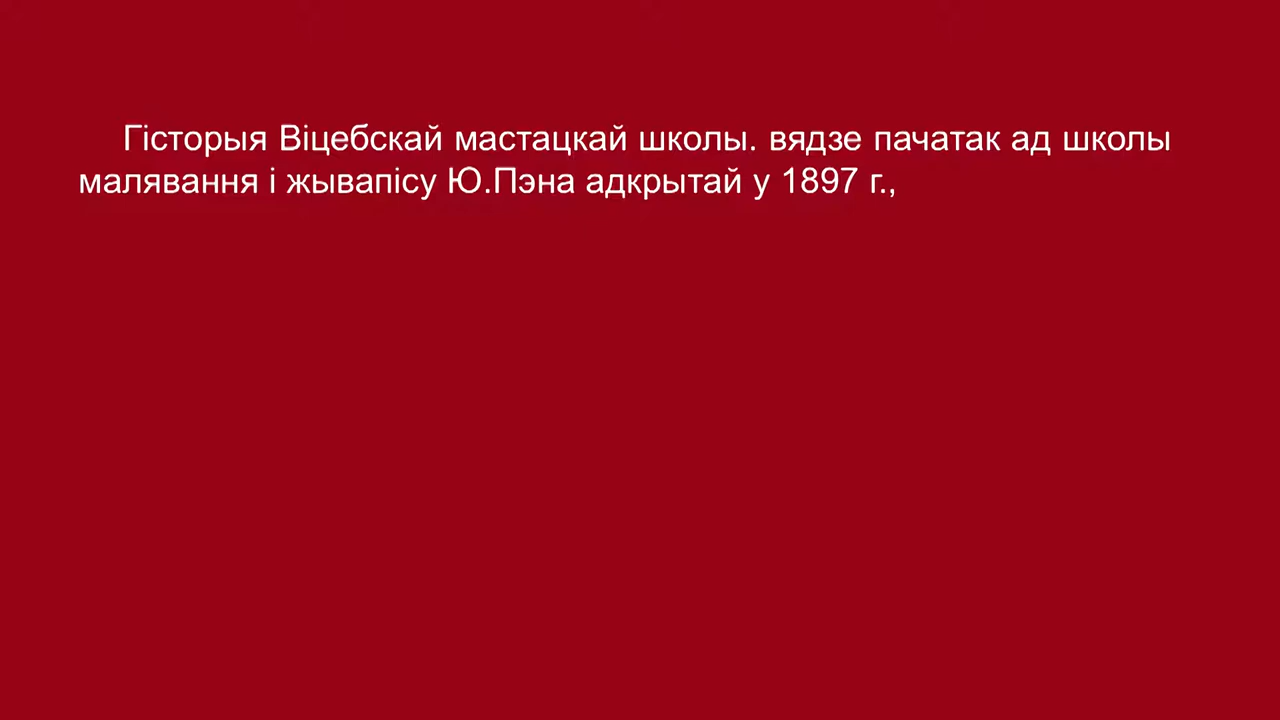 Гісторыя Віцебскай мастацкай школы. вядзе пачатак ад школы
малявання і жывапісу Ю.Пэна адкрытай у 1897 г.,